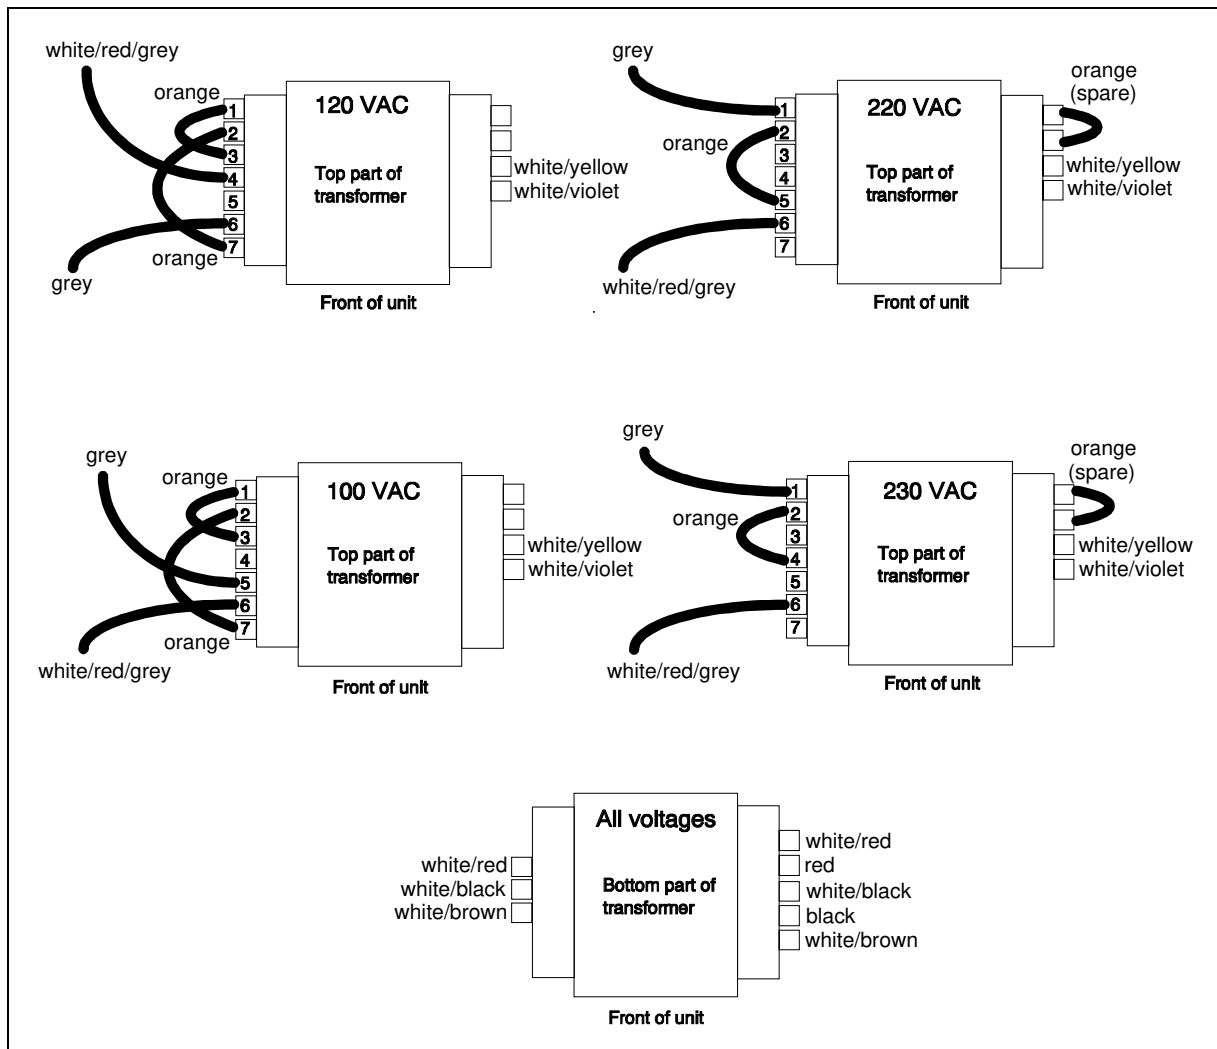 white/red/grey
orange
1
2
3
4
5
6
7
orange
grey
120 VAC
Top part of
transformer
white/yellow
white/violet
Front of unit
grey
orange
1
2
3
4
5
6
7
white/red/grey
220 VAC
Top part of
transformer
orange
(spare)
white/yellow
white/violet
Front of unit
grey
orange
1
2
3
4
5
6
7
orange
white/red/grey
100 VAC
Top part of
transformer
white/yellow
white/violet
Front of unit
grey
orange
1
2
3
4
5
6
7
white/red/grey
230 VAC
Top part of
transformer
orange
(spare)
white/yellow
white/violet
Front of unit
white/red
white/black
white/brown
All voltages
Bottom part of
transformer
white/red
red
white/black
black
white/brown
Front of unit